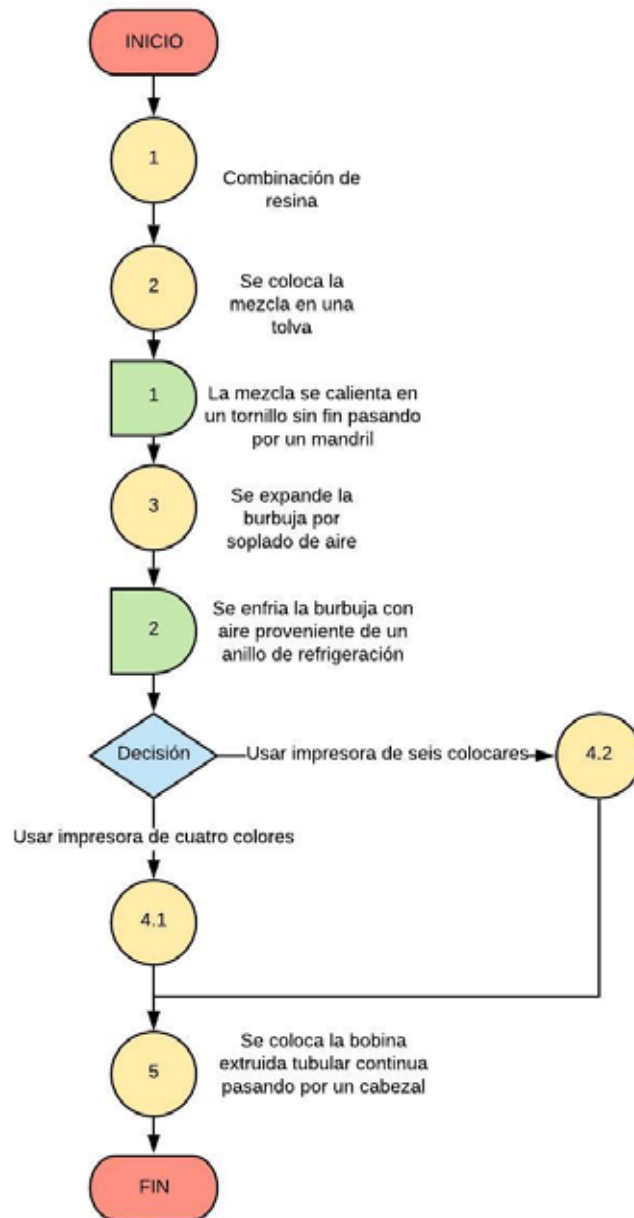 INICIO
1
Combinación de
resina
2
Se coloca la
mezcla en una
tolva
1
La mezcla se calienta en
un tornillo sin fin pasando
por un mandril
3
Se expande la
burbuja por
soplado de aire
2
Se enfria la burbuja con
aire proveniente de un
anillo de refrigeración
Decisión
Usar impresora de seis colocares
4.2
Usar impresora de cuatro colores
4.1
5
Se coloca la bobina
extruida tubular continua
pasando por un cabezal
FIN